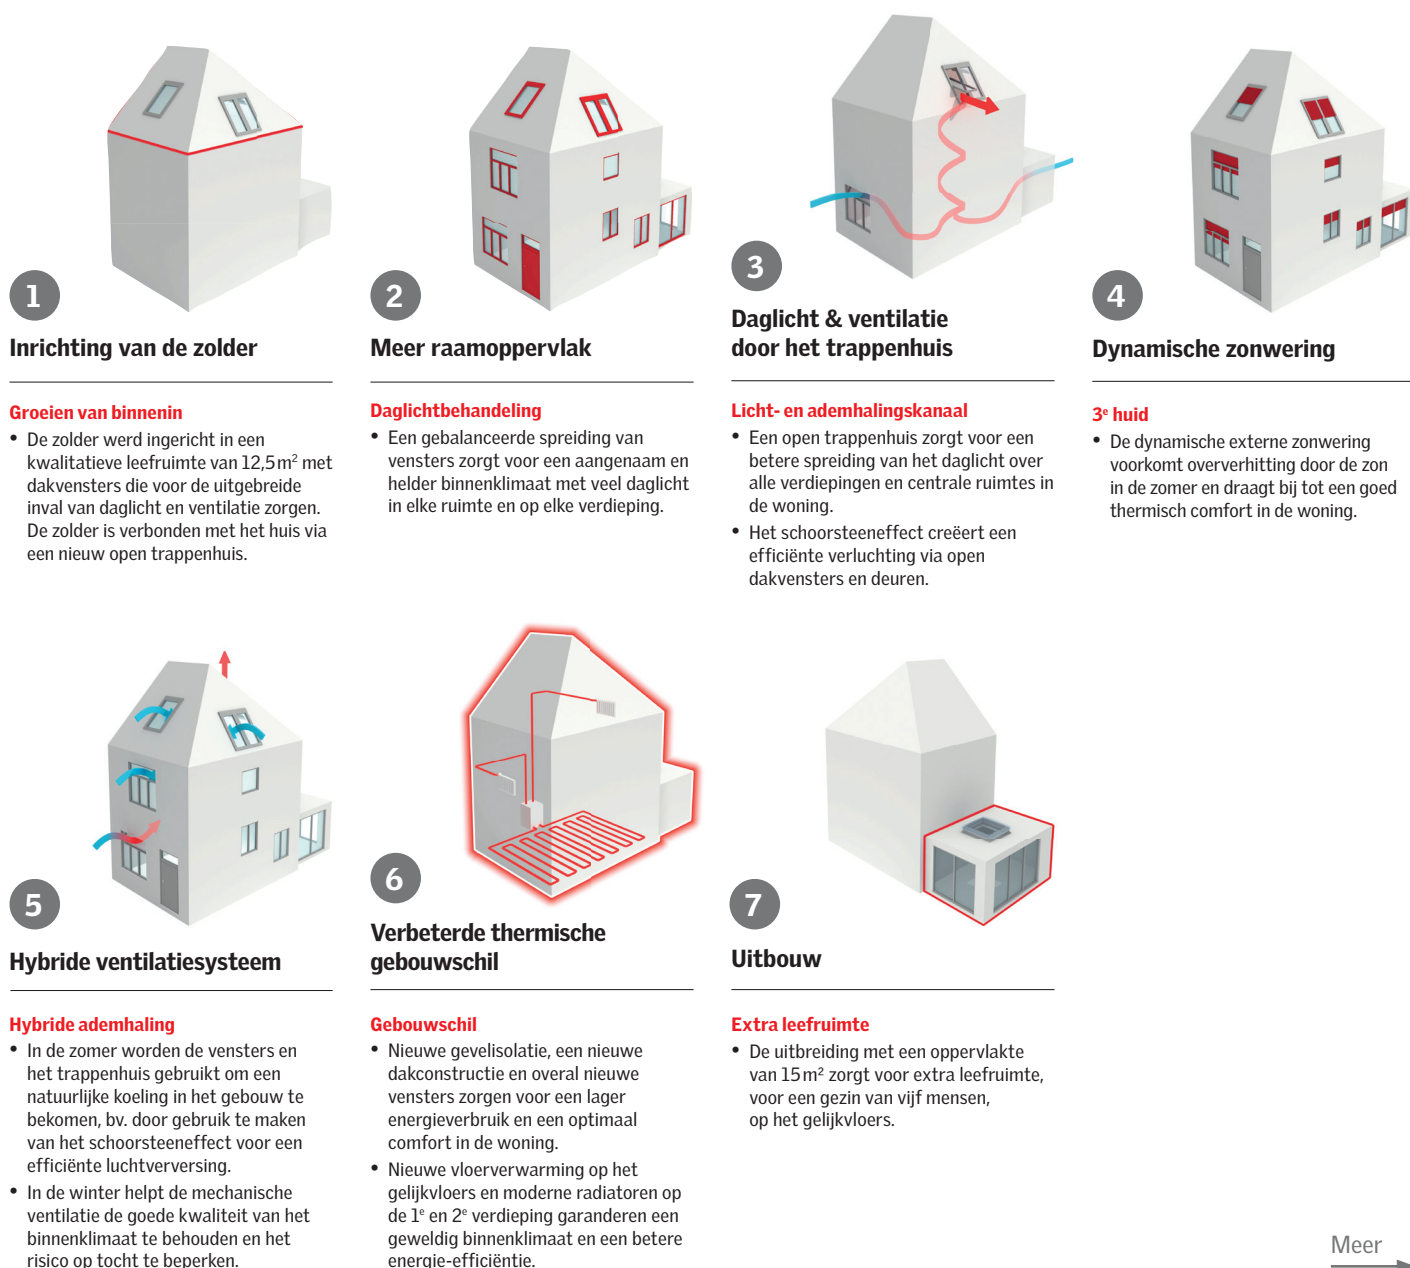 1
Inrichting van de zolder
Groeien van binnenin
• De zolder werd ingericht in een
kwalitatieve leefruimte van 12,5 m² met
dakvensters die voor de uitgebreide
inval van daglicht en ventilatie zorgen.
De zolder is verbonden met het huis via
een nieuw open trappenhuis.
2
Meer raamoppervlak
Daglichtbehandeling
• Een gebalanceerde spreiding van
vensters zorgt voor een aangenaam en
helder binnenklimaat met veel daglicht
in elke ruimte en op elke verdieping.
3
Daglicht & ventilatie
door het trappenhuis
Licht- en ademhalingskanaal
• Een open trappenhuis zorgt voor een
betere spreiding van het daglicht over
alle verdiepingen en centrale ruimtes in
de woning.
• Het schoorsteeneffect creëert een
efficiënte verluchting via open
dakvensters en deuren.
4
Dynamische zonwering
3ᵉ huid
• De dynamische externe zonwering
voorkomt oververhitting door de zon
in de zomer en draagt bij tot een goed
thermisch comfort in de woning.
5
Hybride ventilatiesysteem
Hybride ademhaling
• In de zomer worden de vensters en
het trappenhuis gebruikt om een
natuurlijke koeling in het gebouw te
bekomen, bv. door gebruik te maken
van het schoorsteeneffect voor een
efficiënte luchtverversing.
• In de winter helpt de mechanische
ventilatie de goede kwaliteit van het
binnenklimaat te behouden en het
risico op tocht te beperken.
6
Verbeterde thermische
gebouwschil
Gebouwschil
• Nieuwe gevelisolatie, een nieuwe
dakconstructie en overal nieuwe
vensters zorgen voor een lager
energieverbruik en een optimaal
comfort in de woning.
• Nieuwe vloerverwarming op het
gelijkvloers en moderne radiatoren op
de 1ᵉ en 2ᵉ verdieping garanderen een
geweldig binnenklimaat en een betere
energie-efficiëntie.
7
Uitbouw
Extra leefruimte
• De uitbreiding met een oppervlakte
van 15 m² zorgt voor extra leefruimte,
voor een gezin van vijf mensen,
op het gelijkvloers.
Meer